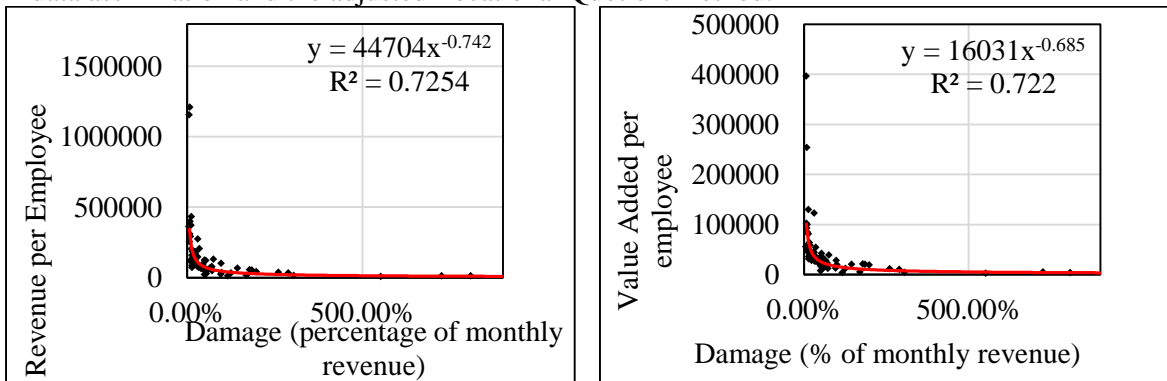 Revenue per Employee
1500000
1000000
500000
0
y = 44704x^-0.742
R² = 0.7254
0.00%
500.00%
Damage (percentage of monthly
revenue)
Value Added per
employee
500000
400000
300000
200000
100000
0
y = 16031x^-0.685
R² = 0.722
0.00%
500.00%
Damage (% of monthly revenue)